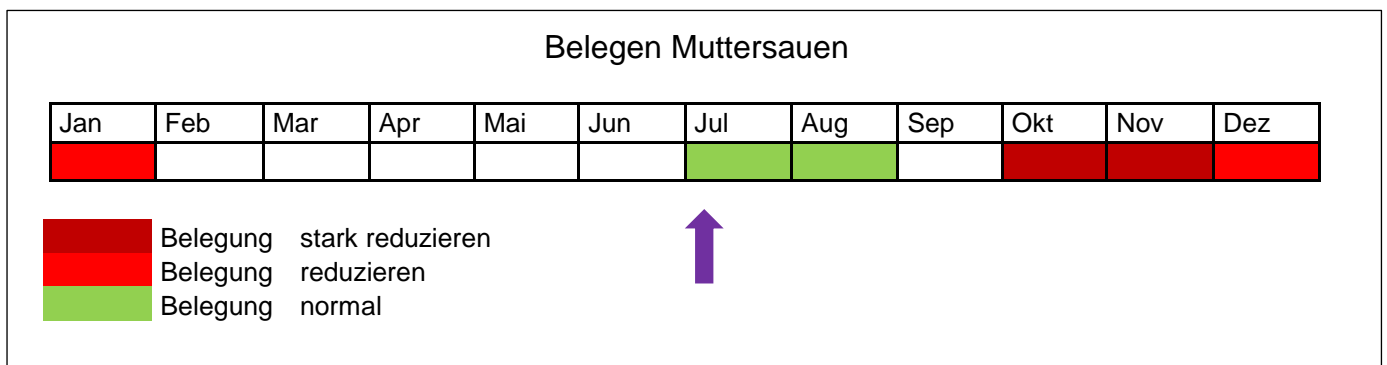 Belegen Muttersauen
Jan Feb Mar Apr Mai Jun Jul Aug Sep Okt Nov Dez
Belegung stark reduzieren
Belegung reduzieren
Belegung normal